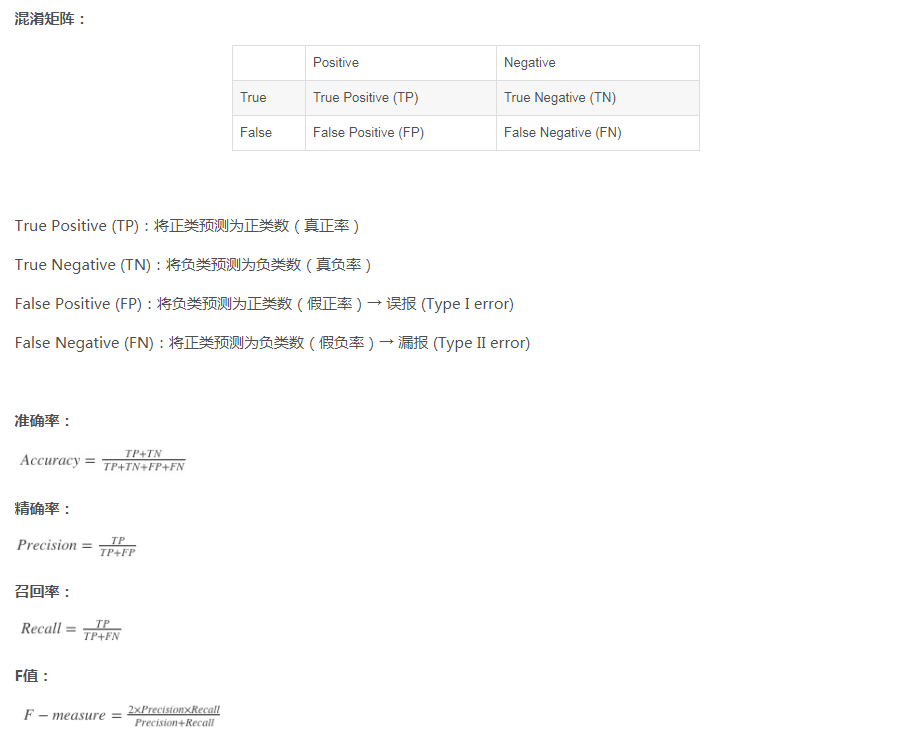 混淆矩阵：
Positive Negative
True True Positive (TP) True Negative (TN)
False False Positive (FP) False Negative (FN)
True Positive (TP)：将正类预测为正类数（真正率）
True Negative (TN)：将负类预测为负类数（真负率）
False Positive (FP)：将负类预测为正类数（假正率）→ 误报 (Type I error)
False Negative (FN)：将正类预测为负类数（假负率）→ 漏报 (Type II error)
准确率：
Accuracy = \frac{TP+TN}{TP+TN+FP+FN}
精确率：
Precision = \frac{TP}{TP+FP}
召回率：
Recall = \frac{TP}{TP+FN}
F值：
F − measure = \frac{2×Precision×Recall}{Precision+Recall}